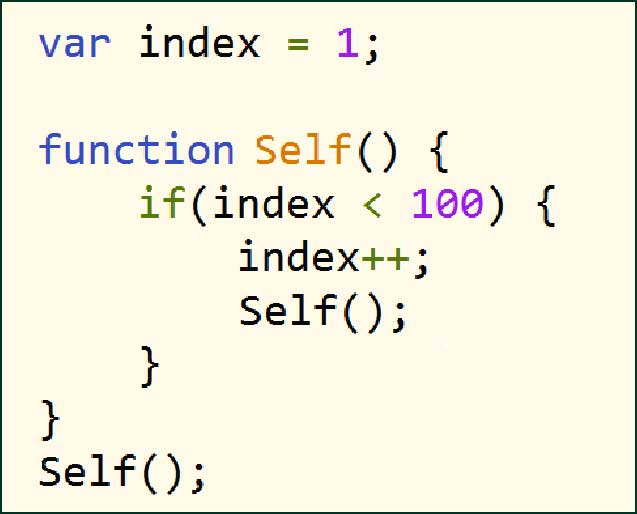 var index = 1;
function Self() {
if(index < 100) {
index++;
Self();
}
}
Self();